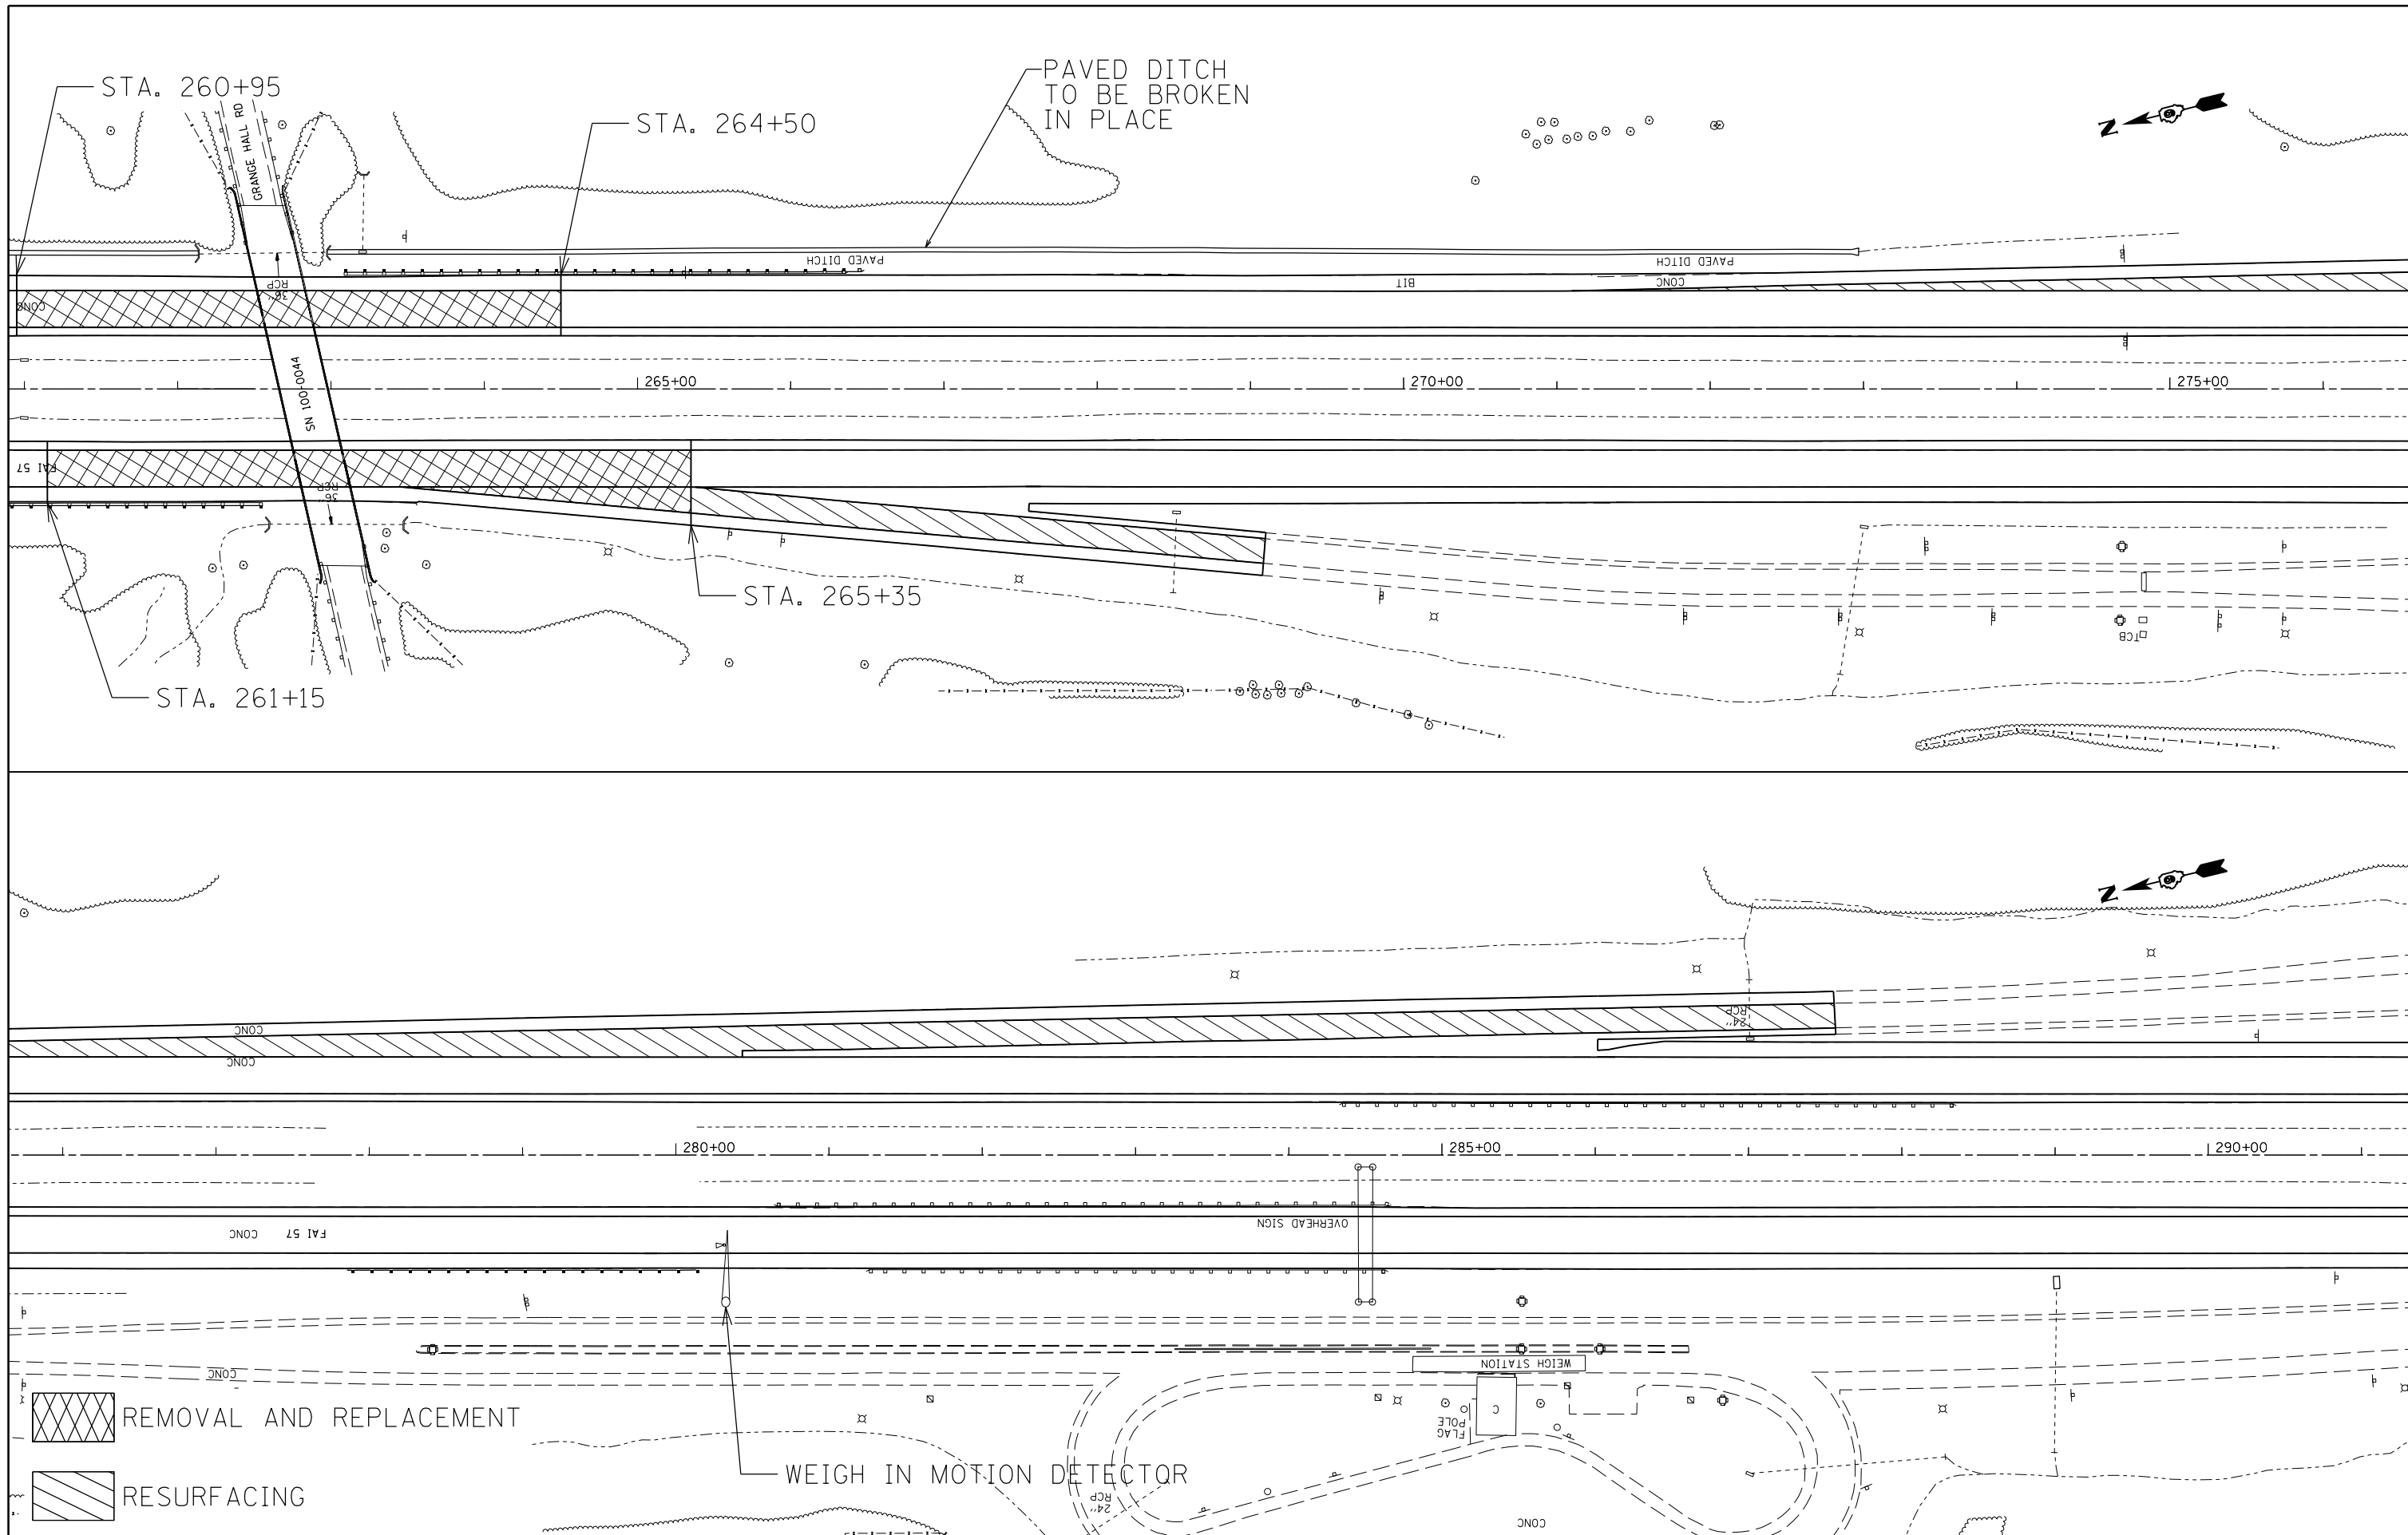 STA. 260+95
GRANGE HALL RD
STA. 264+50
PAVED DITCH
TO BE BROKEN
IN PLACE
N
PAVED DITCH
PAVED DITCH
36" RCP
BIT
CONC
CONC
SN 100-0044
265+00
270+00
275+00
FAI 57
36" RCP
STA. 265+35
TCB
STA. 261+15
N
CONC
24" RCP
CONC
280+00
285+00
290+00
OVERHEAD SIGN
CONC
FAI 57
WEIGH STATION
CONC
C
FLAG
POLE
REMOVAL AND REPLACEMENT
WEIGH IN MOTION DETECTOR
RESURFACING
24"
RCP
CONC